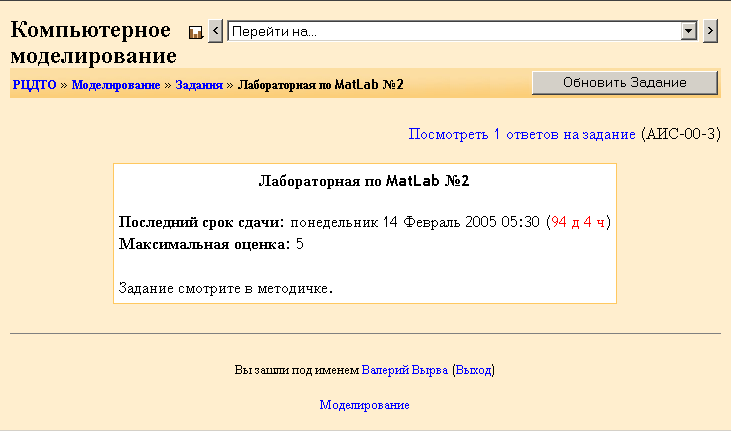 Компьютерное
моделирование
< Перейти на... >
РЦДТО » Моделирование » Задания » Лабораторная по MatLab №2
Обновить Задание
Посмотреть 1 ответов на задание (АИС-00-3)
Лабораторная по MatLab №2
Последний срок сдачи: понедельник 14 Февраль 2005 05:30 (94 д 4 ч)
Максимальная оценка: 5
Задание смотрите в методичке.
Вы зашли под именем Валерий Вырва (Выход)
Моделирование